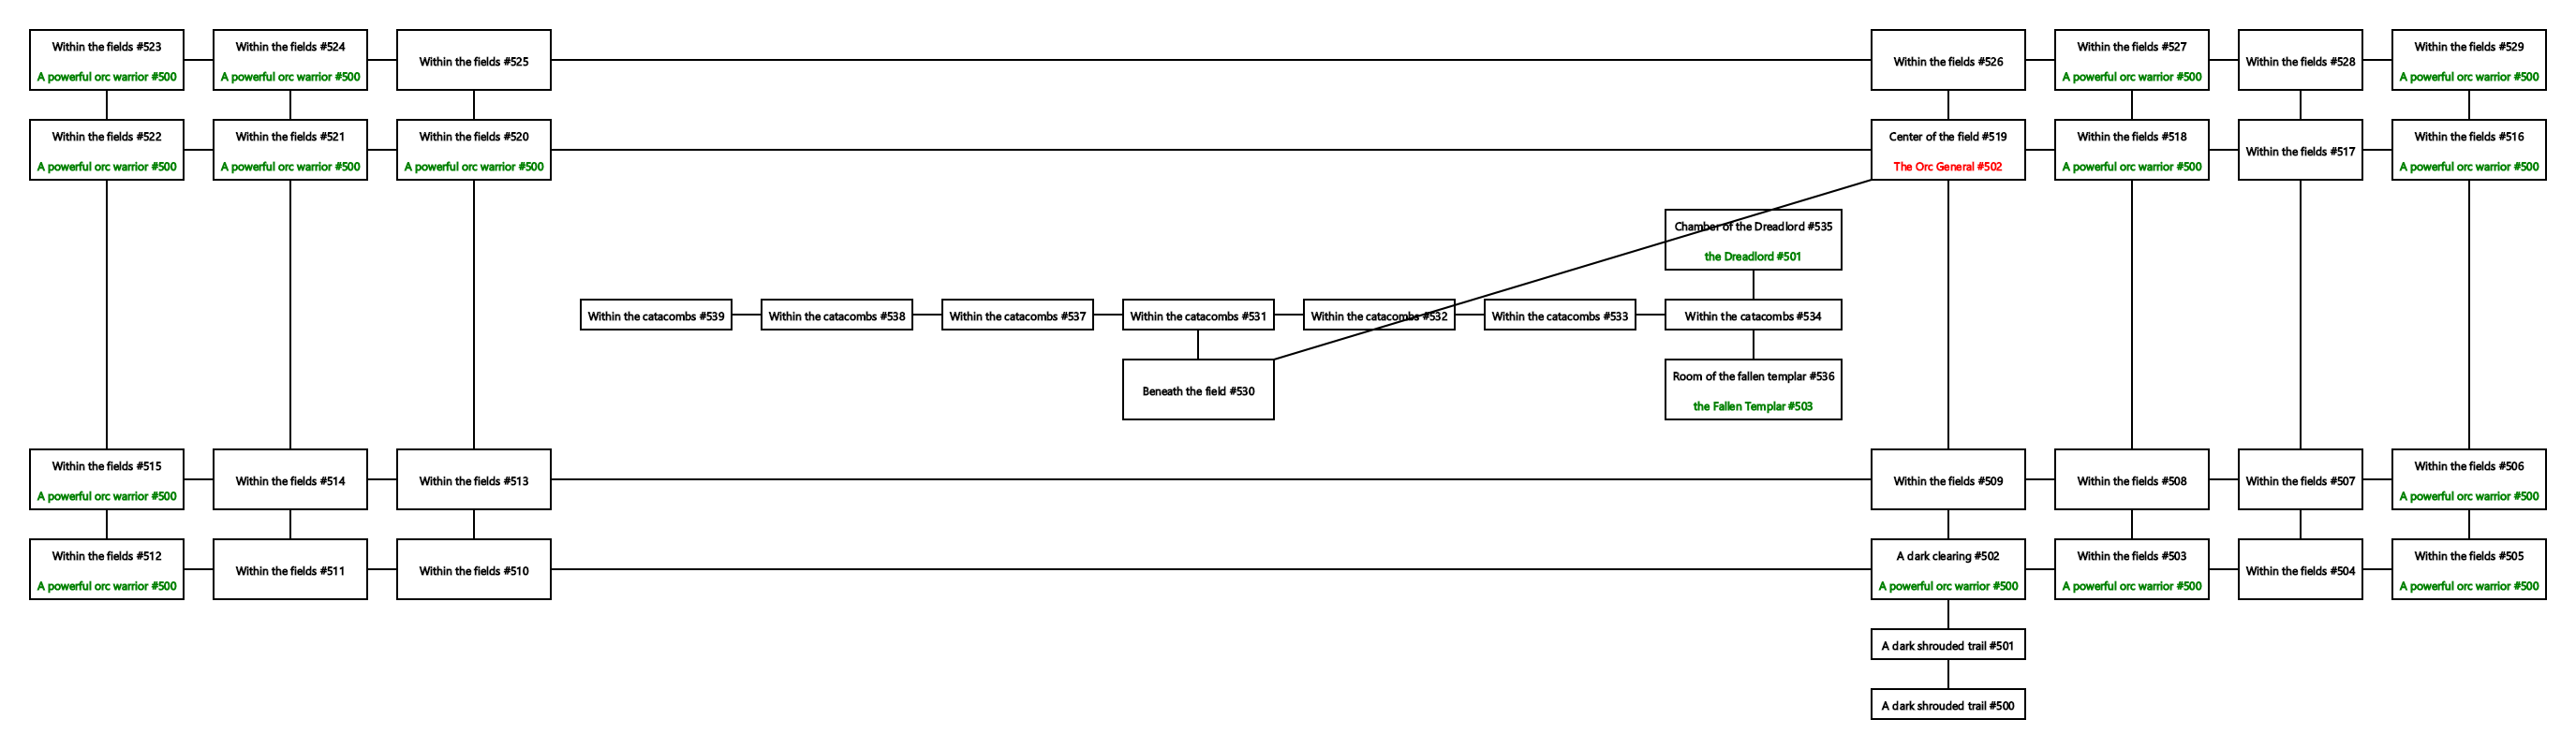 Within the fields #523
A powerful orc warrior #500
Within the fields #524
A powerful orc warrior #500
Within the fields #525
Within the fields #526
Within the fields #527
A powerful orc warrior #500
Within the fields #528
Within the fields #529
A powerful orc warrior #500
Within the fields #522
A powerful orc warrior #500
Within the fields #521
A powerful orc warrior #500
Within the fields #520
A powerful orc warrior #500
Center of the field #519
The Orc General #502
Within the fields #518
A powerful orc warrior #500
Within the fields #517
Within the fields #516
A powerful orc warrior #500
Chamber of the Dreadlord #535
the Dreadlord #501
Within the catacombs #539
Within the catacombs #538
Within the catacombs #537
Within the catacombs #531
Within the catacombs #532
Within the catacombs #533
Within the catacombs #534
Beneath the field #530
Room of the fallen templar #536
the Fallen Templar #503
Within the fields #515
A powerful orc warrior #500
Within the fields #514
Within the fields #513
Within the fields #509
Within the fields #508
Within the fields #507
Within the fields #506
A powerful orc warrior #500
Within the fields #512
A powerful orc warrior #500
Within the fields #511
Within the fields #510
A dark clearing #502
A powerful orc warrior #500
Within the fields #503
A powerful orc warrior #500
Within the fields #504
Within the fields #505
A powerful orc warrior #500
A dark shrouded trail #501
A dark shrouded trail #500